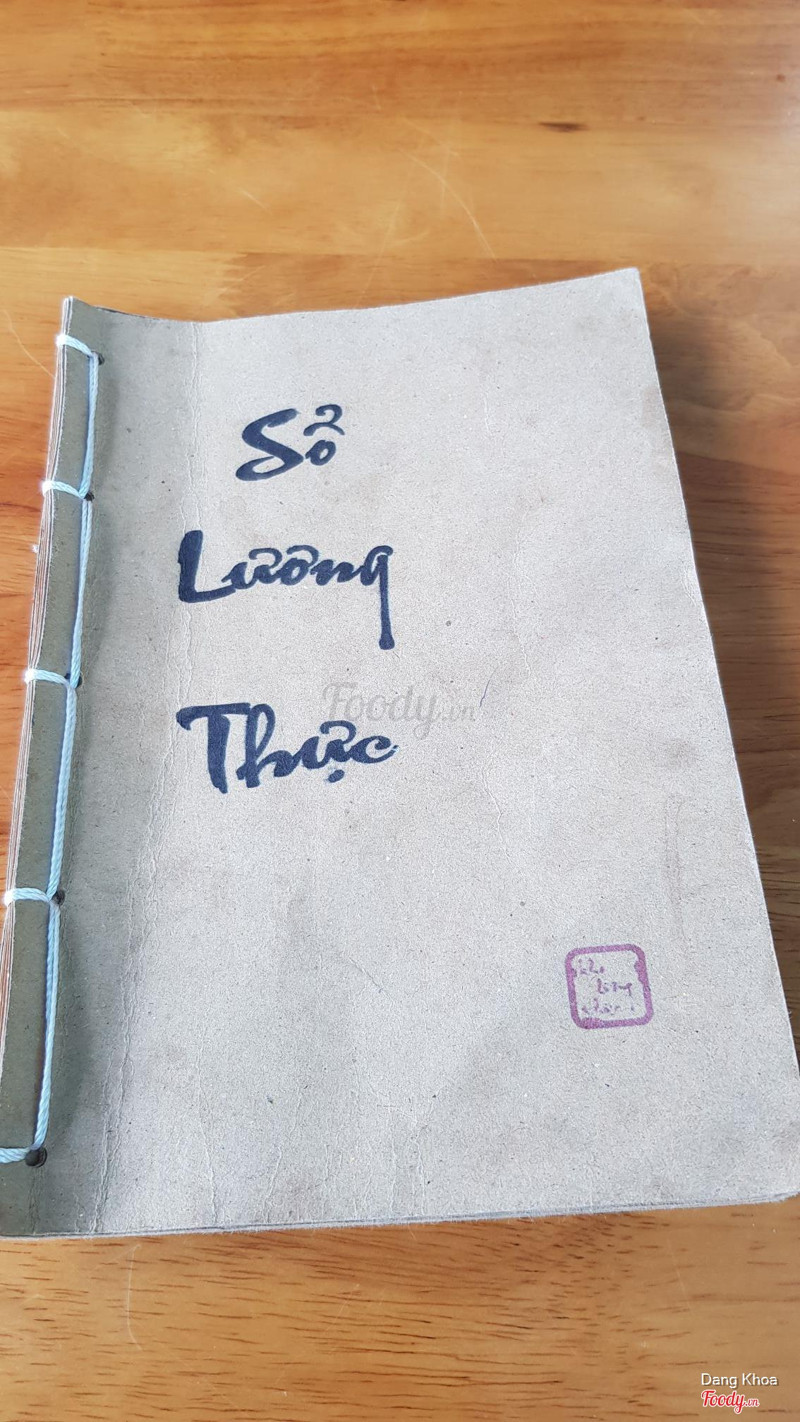 Sổ
Lương
Thực
Foody.vn
Dang Khoa
Foody.vn